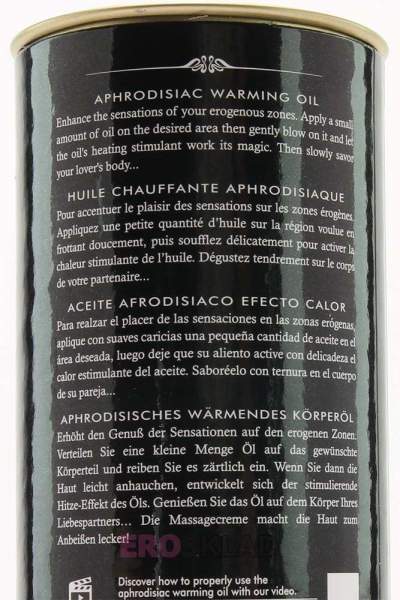 APHRODISIAC WARMING OIL
Enhance the sensations of your erogenous zones. Apply a small
amount of oil on the desired area then gently blow on it and let
the oil's heating stimulant work its magic. Then slowly savor
your lover's body...
HUILE CHAUFFANTE APHRODISIAQUE
Pour accentuer le plaisir des sensations sur les zones érogènes.
Appliquez une petite quantité d'huile sur la région voulue en
frottant doucement, puis soufflez délicatement pour activer la
chaleur stimulante de l'huile. Dégustez tendrement sur le corps
de votre partenaire...
ACEITE AFRODISIACO EFECTO CALOR
Para realzar el placer de las sensaciones en las zonas erógenas,
aplique con suaves caricias una pequeña cantidad de aceite en el
área deseada, luego deje que su aliento active con delicadeza el
calor estimulante del aceite. Saboréelo con ternura en el cuerpo
de su pareja...
APHRODISISCHES WÄRMENDES KÖRPERÖL
Erhöht den Genuß der Sensationen auf den erogenen Zonen.
Verteilen Sie eine kleine Menge Öl auf das gewünschte
Körperteil und reiben Sie es zärtlich ein. Wenn Sie dann die
Haut leicht anhauchen, entwickelt sich der stimulierende
Hitze-Effekt des Öls. Genießen Sie das Öl auf dem Körper Ihres
Liebespartners... Die Massagecreme macht die Haut zum
Anbeißen lecker!
Discover how to properly use the
aphrodisiac warming oil with our video.